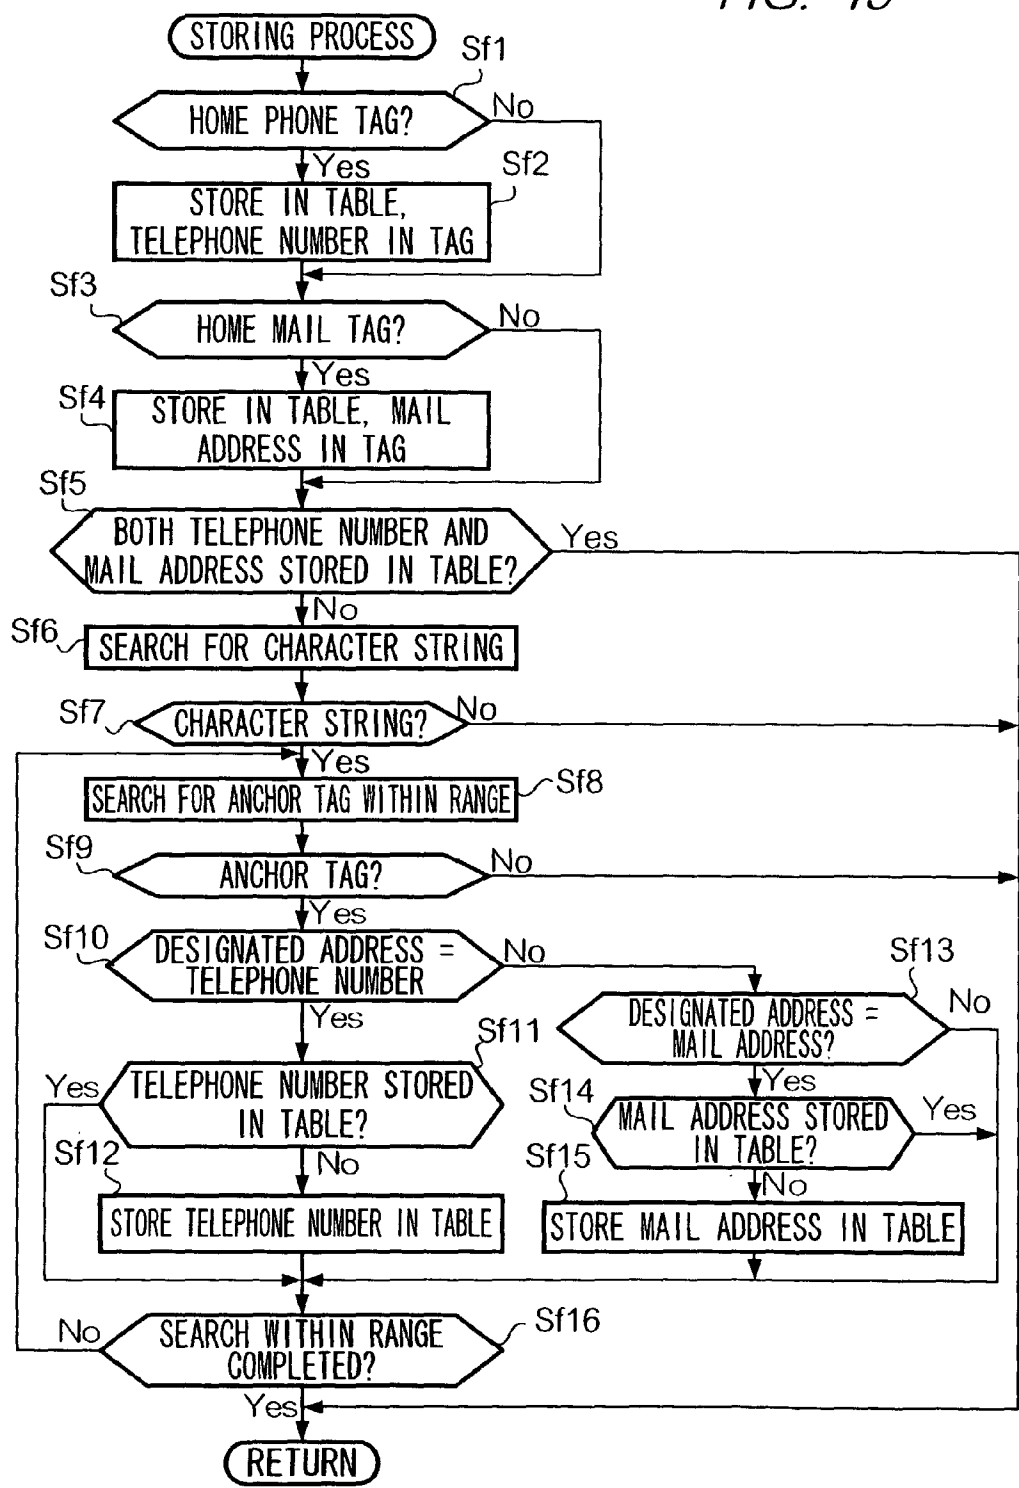 STORING PROCESS
Sf1
HOME PHONE TAG?
No
Yes
Sf2
STORE IN TABLE,
TELEPHONE NUMBER IN TAG
Sf3
HOME MAIL TAG?
No
Yes
Sf4
STORE IN TABLE, MAIL
ADDRESS IN TAG
Sf5
BOTH TELEPHONE NUMBER AND
MAIL ADDRESS STORED IN TABLE?
Yes
No
Sf6
SEARCH FOR CHARACTER STRING
Sf7
CHARACTER STRING?
No
Yes
SEARCH FOR ANCHOR TAG WITHIN RANGE
Sf8
Sf9
ANCHOR TAG?
No
Yes
Sf10
DESIGNATED ADDRESS =
TELEPHONE NUMBER
No
Yes
Sf13
DESIGNATED ADDRESS =
MAIL ADDRESS?
No
Yes
Sf11
TELEPHONE NUMBER STORED
IN TABLE?
Yes
No
Sf14
MAIL ADDRESS STORED
IN TABLE?
Yes
No
Sf12
STORE TELEPHONE NUMBER IN TABLE
Sf15
STORE MAIL ADDRESS IN TABLE
Sf16
SEARCH WITHIN RANGE
COMPLETED?
No
Yes
RETURN